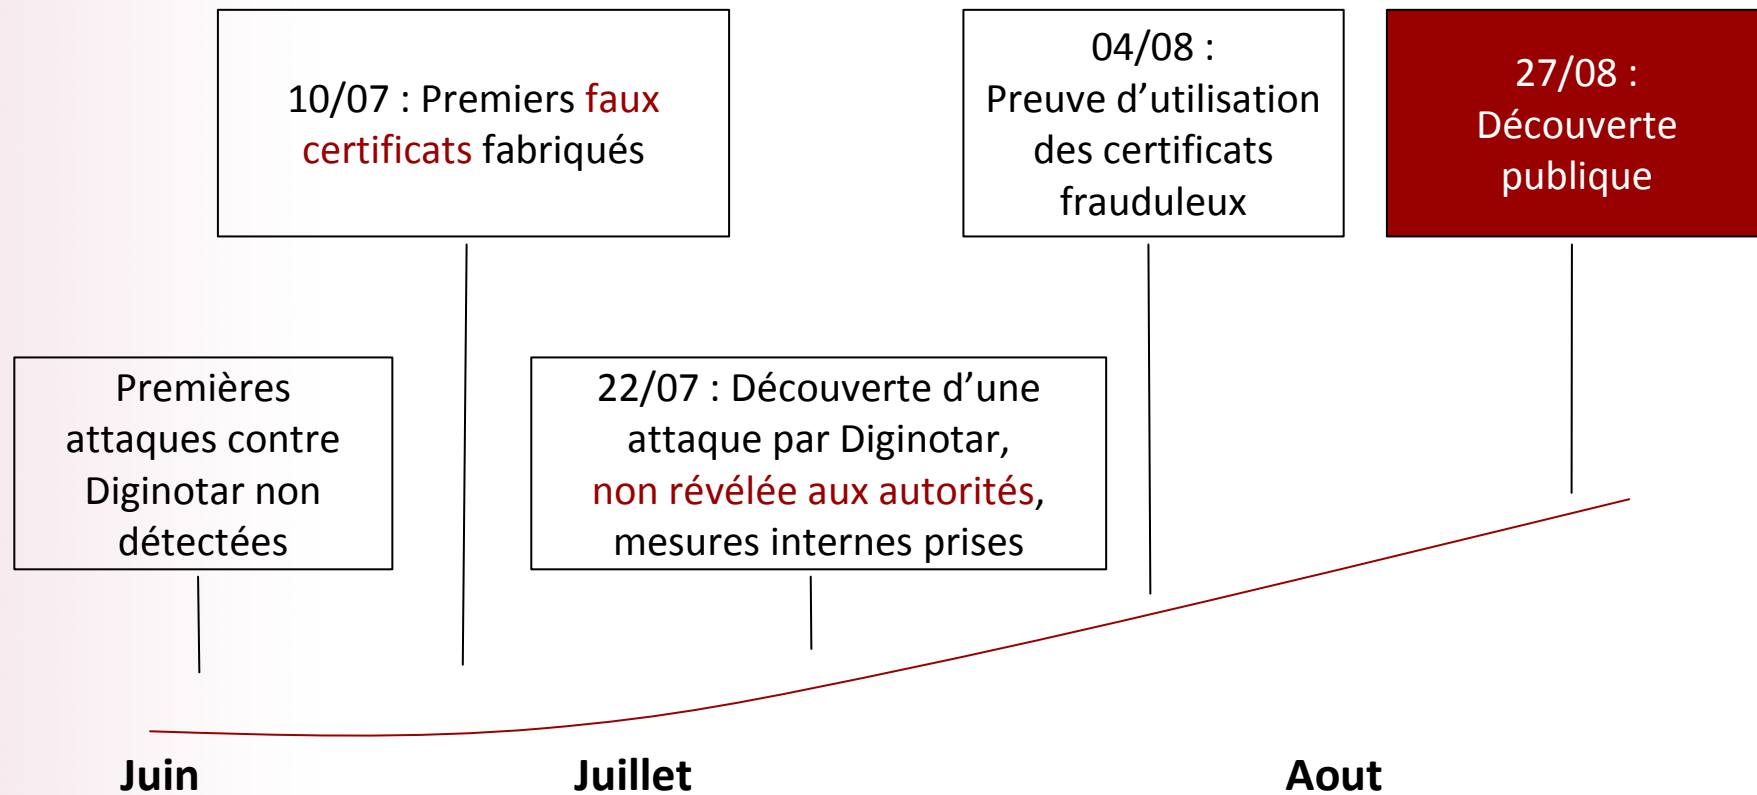 10/07 : Premiers faux
certificats fabriqués
04/08 :
Preuve d’utilisation
des certificats
frauduleux
27/08 :
Découverte
publique
Premières
attaques contre
Diginotar non
détectées
22/07 : Découverte d’une
attaque par Diginotar,
non révélée aux autorités,
mesures internes prises
Juin
Juillet
Aout